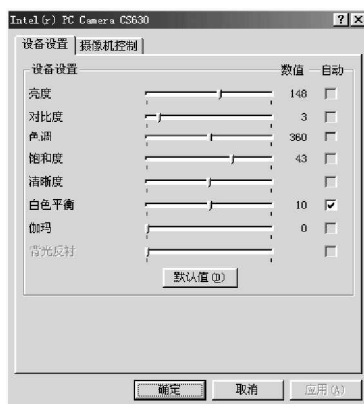 Intel(r) PC Camera CS630
设备设置 摄像机控制
设备设置 数值 自动
亮度 148
对比度 3
色调 360
饱和度 43
清晰度
白色平衡 10
伽玛 0
背光反衬
默认值(D)
确定 取消 应用(A)